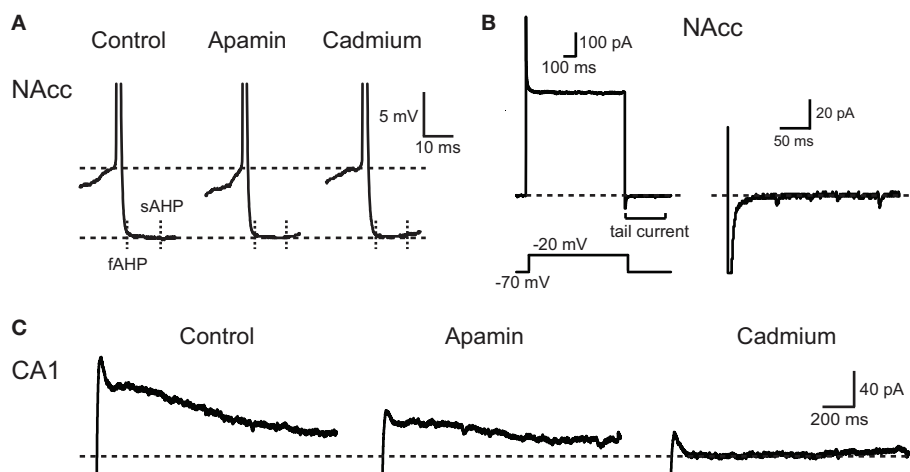 A
Control Apamin Cadmium
NAcc
5 mV
10 ms
sAHP
fAHP
B
NAcc
100 pA
100 ms
20 pA
50 ms
tail current
-20 mV
-70 mV
C
Control Apamin Cadmium
CA1
40 pA
200 ms